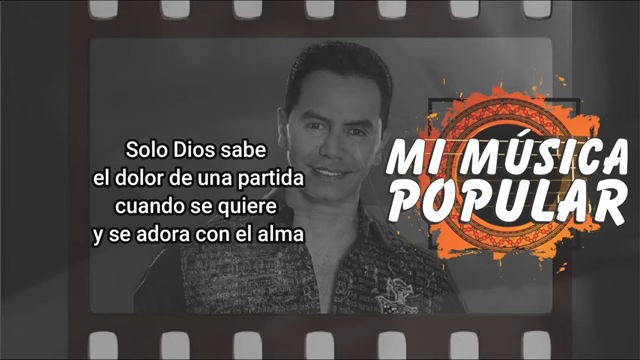 Solo Dios sabe
el dolor de una partida
cuando se quiere
y se adora con el alma
MI MÚSICA
POPULAR